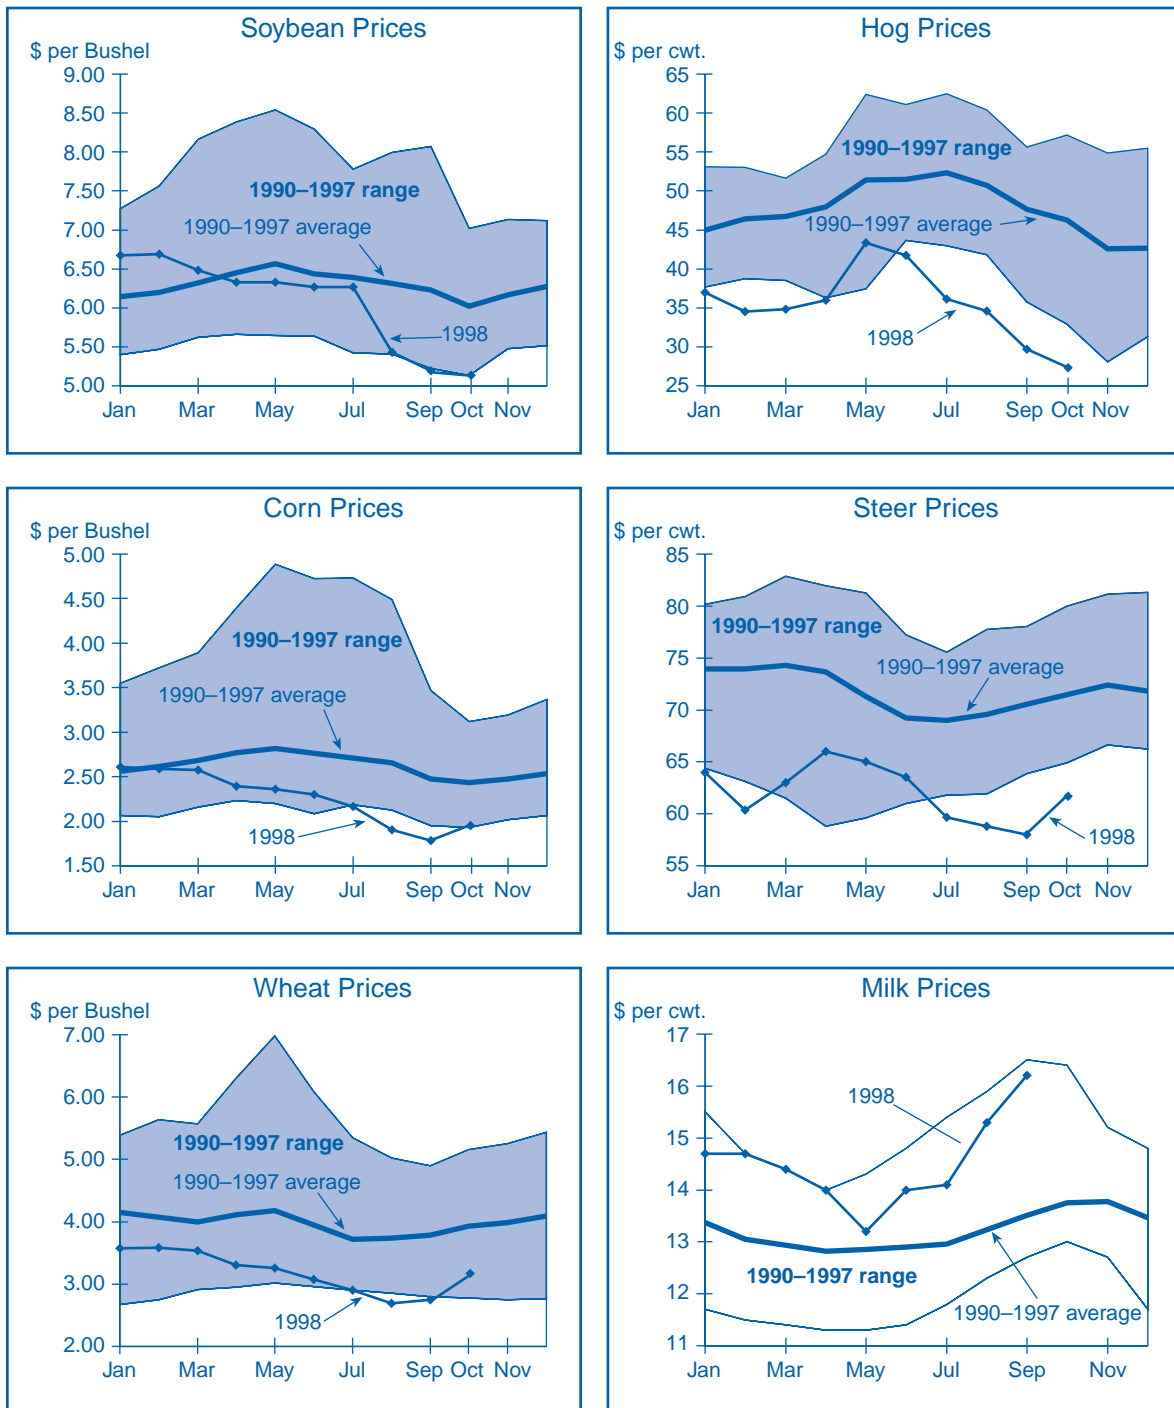 Soybean Prices
$ per Bushel
9.00
8.50
8.00
7.50
7.00
6.50
6.00
5.50
5.00
1990–1997 range
1990–1997 average
1998
Jan Mar May Jul Sep Oct Nov
Hog Prices
$ per cwt.
65
60
55
50
45
40
35
30
25
1990–1997 range
1990–1997 average
1998
Jan Mar May Jul Sep Oct Nov
Corn Prices
$ per Bushel
5.00
4.50
4.00
3.50
3.00
2.50
2.00
1.50
1990–1997 range
1990–1997 average
1998
Jan Mar May Jul Sep Oct Nov
Steer Prices
$ per cwt.
85
80
75
70
65
60
55
1990–1997 range
1990–1997 average
1998
Jan Mar May Jul Sep Oct Nov
Wheat Prices
$ per Bushel
7.00
6.00
5.00
4.00
3.00
2.00
1990–1997 range
1990–1997 average
1998
Jan Mar May Jul Sep Oct Nov
Milk Prices
$ per cwt.
17
16
15
14
13
12
11
1998
1990–1997 range
1990–1997 average
Jan Mar May Jul Sep Nov